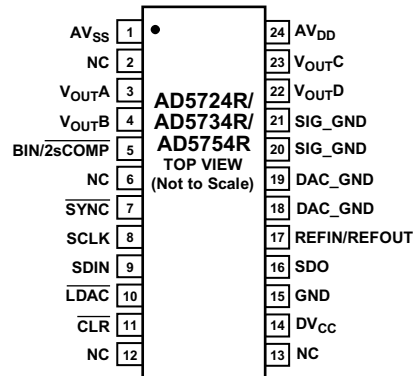 AVSS 1
NC 2
VOUTA 3
VOUTB 4
BIN/2sCOMP 5
NC 6
SYNC 7
SCLK 8
SDIN 9
LDAC 10
CLR 11
NC 12
AD5724R/
AD5734R/
AD5754R
TOP VIEW
(Not to Scale)
24 AVDD
23 VOUTC
22 VOUTD
21 SIG_GND
20 SIG_GND
19 DAC_GND
18 DAC_GND
17 REFIN/REFOUT
16 SDO
15 GND
14 DVCC
13 NC